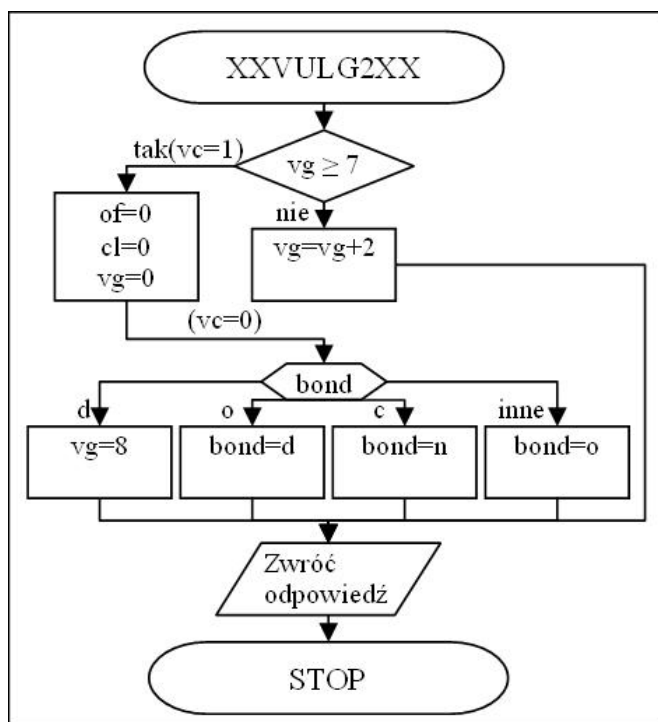 XXVULG2XX
tak(vc=1)
vg ≥ 7
of=0
cl=0
vg=0
nie
vg=vg+2
(vc=0)
bond
d
o
c
inne
vg=8
bond=d
bond=n
bond=o
Zwróć
odpowiedź
STOP